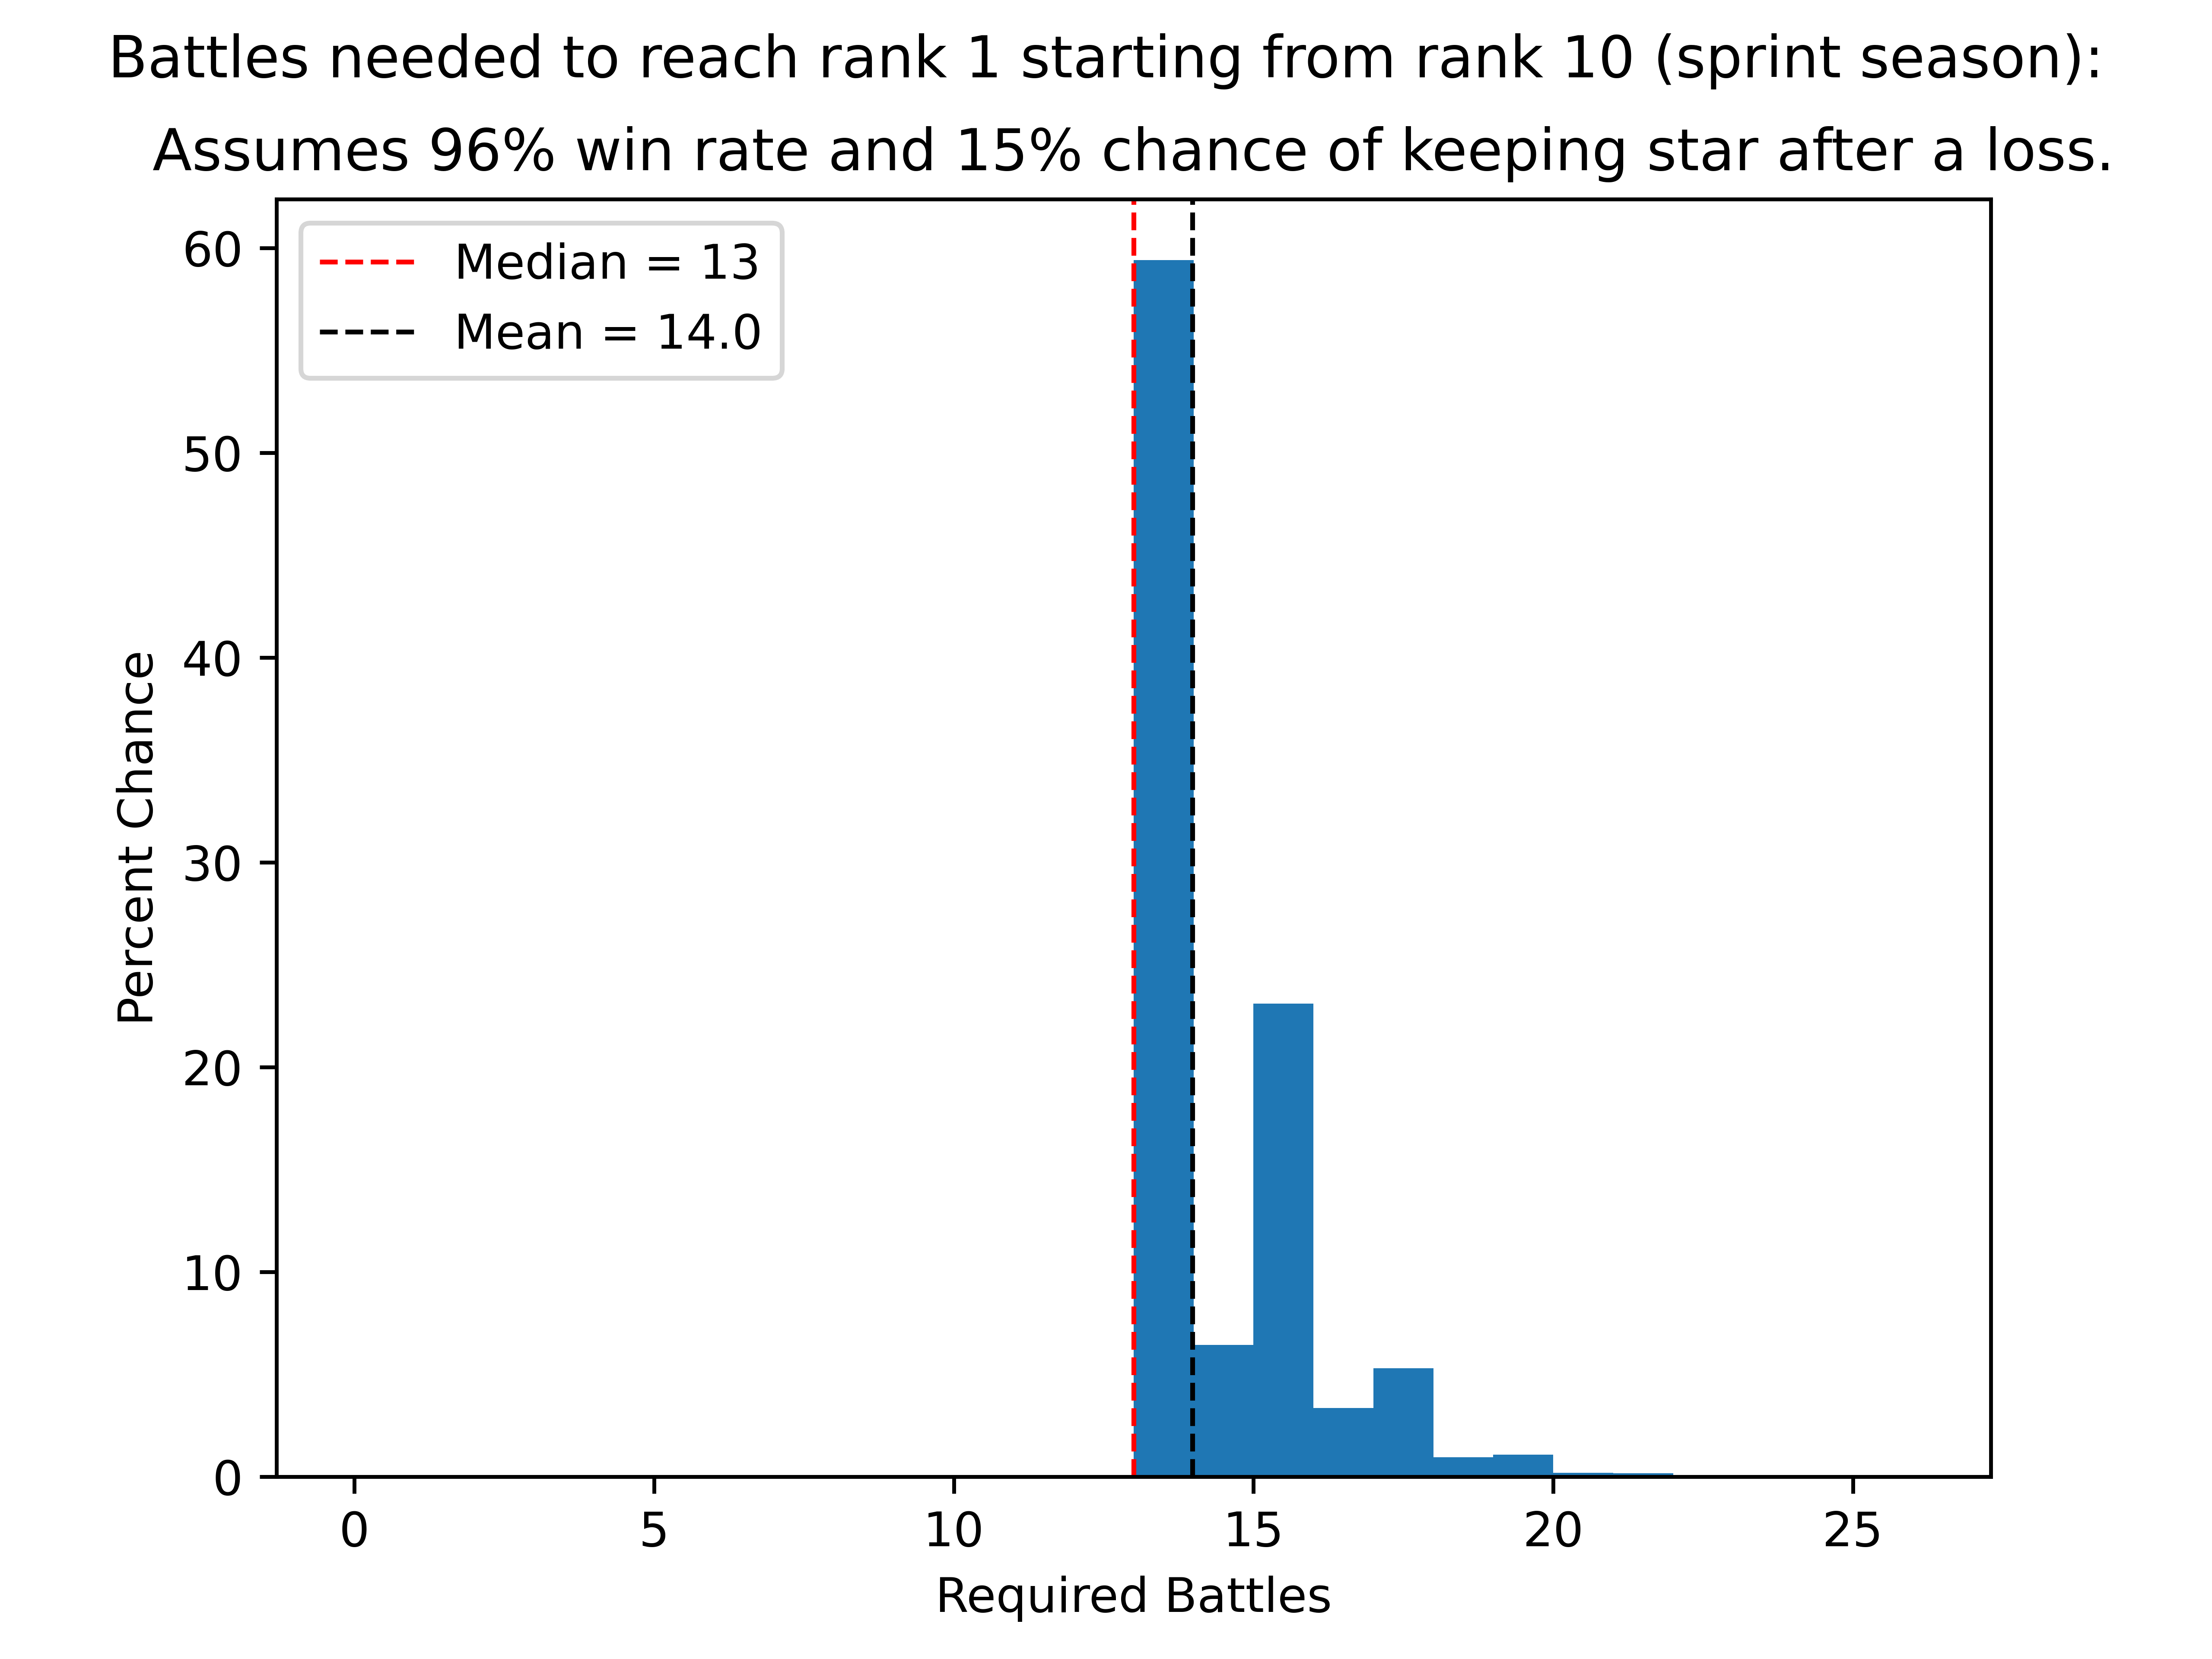 Battles needed to reach rank 1 starting from rank 10 (sprint season):
Assumes 96% win rate and 15% chance of keeping star after a loss.
Median = 13
Mean = 14.0
Percent Chance
60
50
40
30
20
10
0
0 5 10 15 20 25
Required Battles